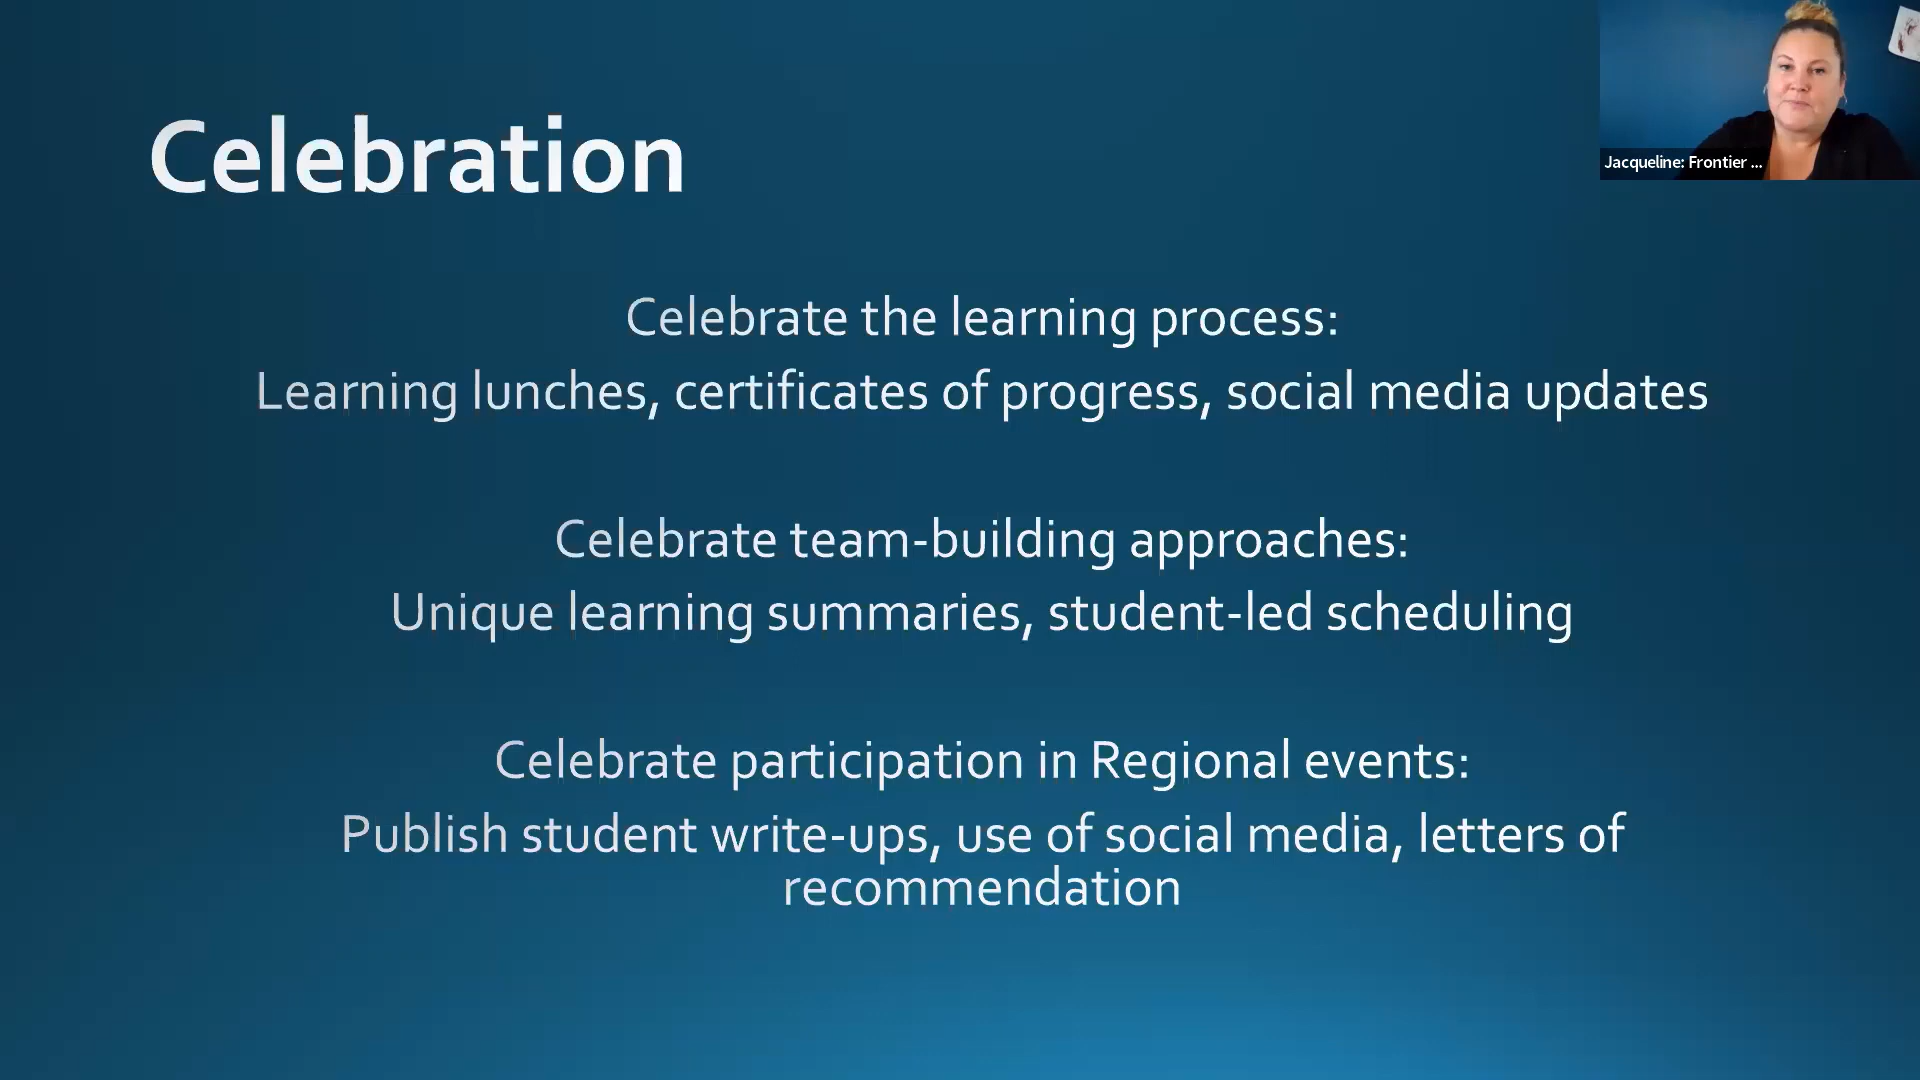 Celebration
Jacqueline: Frontier ...
Celebrate the learning process:
Learning lunches, certificates of progress, social media updates
Celebrate team-building approaches:
Unique learning summaries, student-led scheduling
Celebrate participation in Regional events:
Publish student write-ups, use of social media, letters of
recommendation